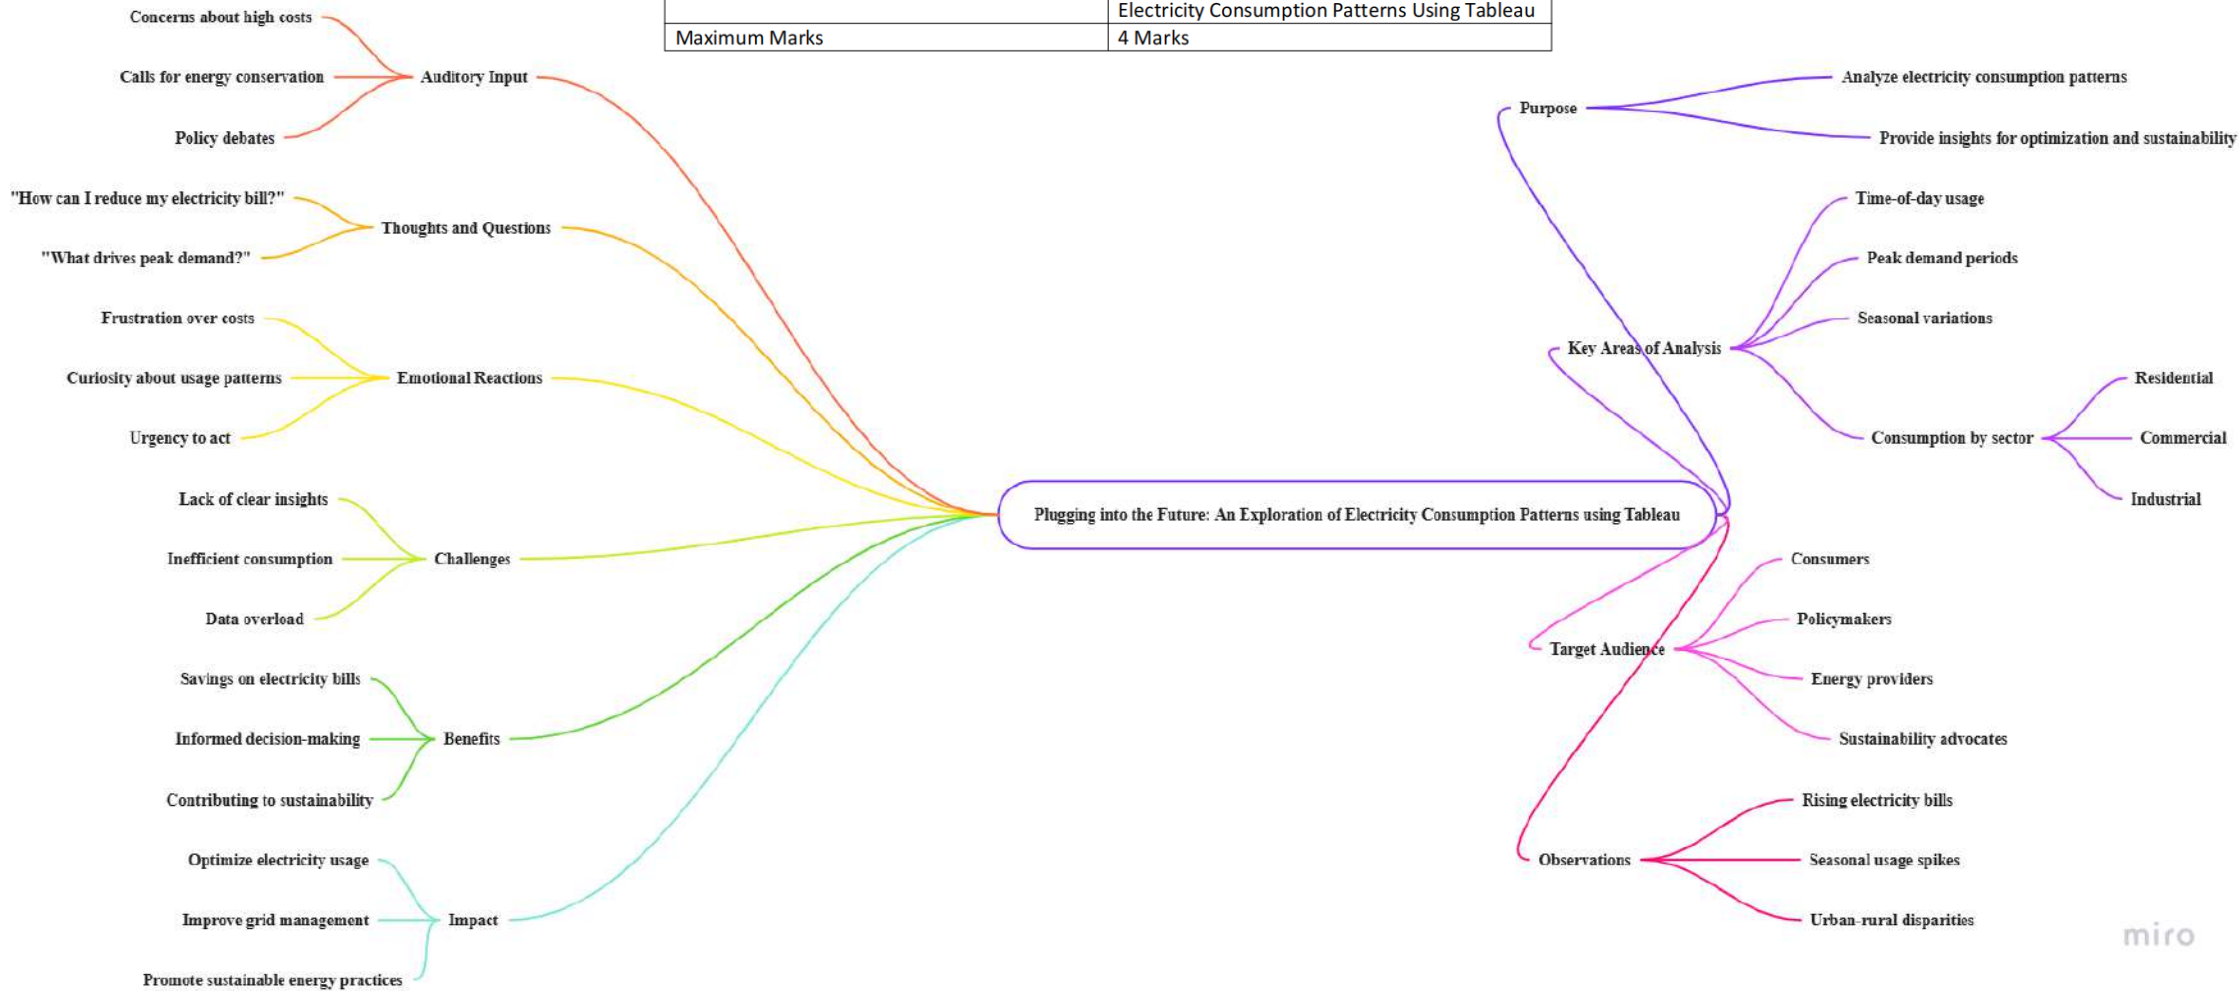 Electricity Consumption Patterns Using Tableau
Maximum Marks
4 Marks
Concerns about high costs
Calls for energy conservation
Policy debates
Auditory Input
"How can I reduce my electricity bill?"
"What drives peak demand?"
Thoughts and Questions
Frustration over costs
Curiosity about usage patterns
Urgency to act
Emotional Reactions
Lack of clear insights
Inefficient consumption
Data overload
Challenges
Savings on electricity bills
Informed decision-making
Contributing to sustainability
Benefits
Optimize electricity usage
Improve grid management
Promote sustainable energy practices
Impact
Plugging into the Future: An Exploration of Electricity Consumption Patterns using Tableau
Purpose
Analyze electricity consumption patterns
Provide insights for optimization and sustainability
Key Areas of Analysis
Time-of-day usage
Peak demand periods
Seasonal variations
Consumption by sector
Residential
Commercial
Industrial
Target Audience
Consumers
Policymakers
Energy providers
Sustainability advocates
Observations
Rising electricity bills
Seasonal usage spikes
Urban-rural disparities
miro